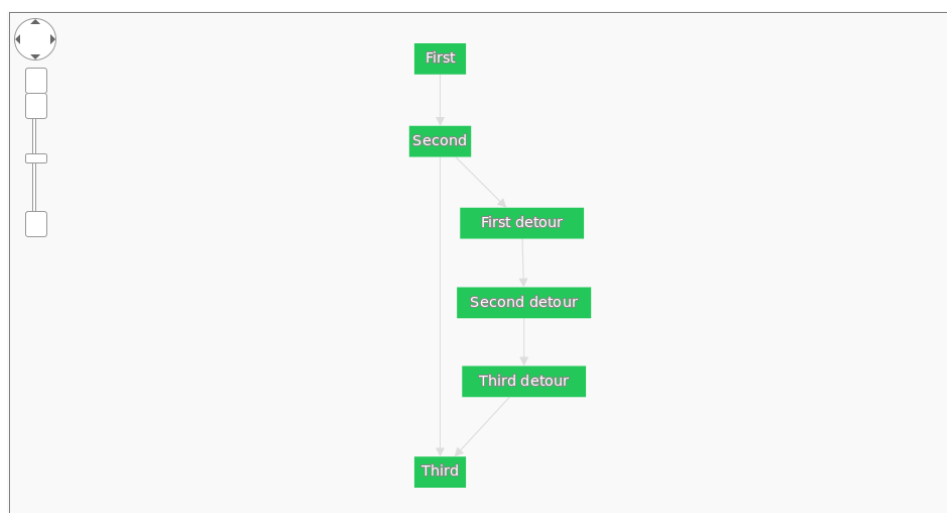 First
Second
First detour
Second detour
Third detour
Third